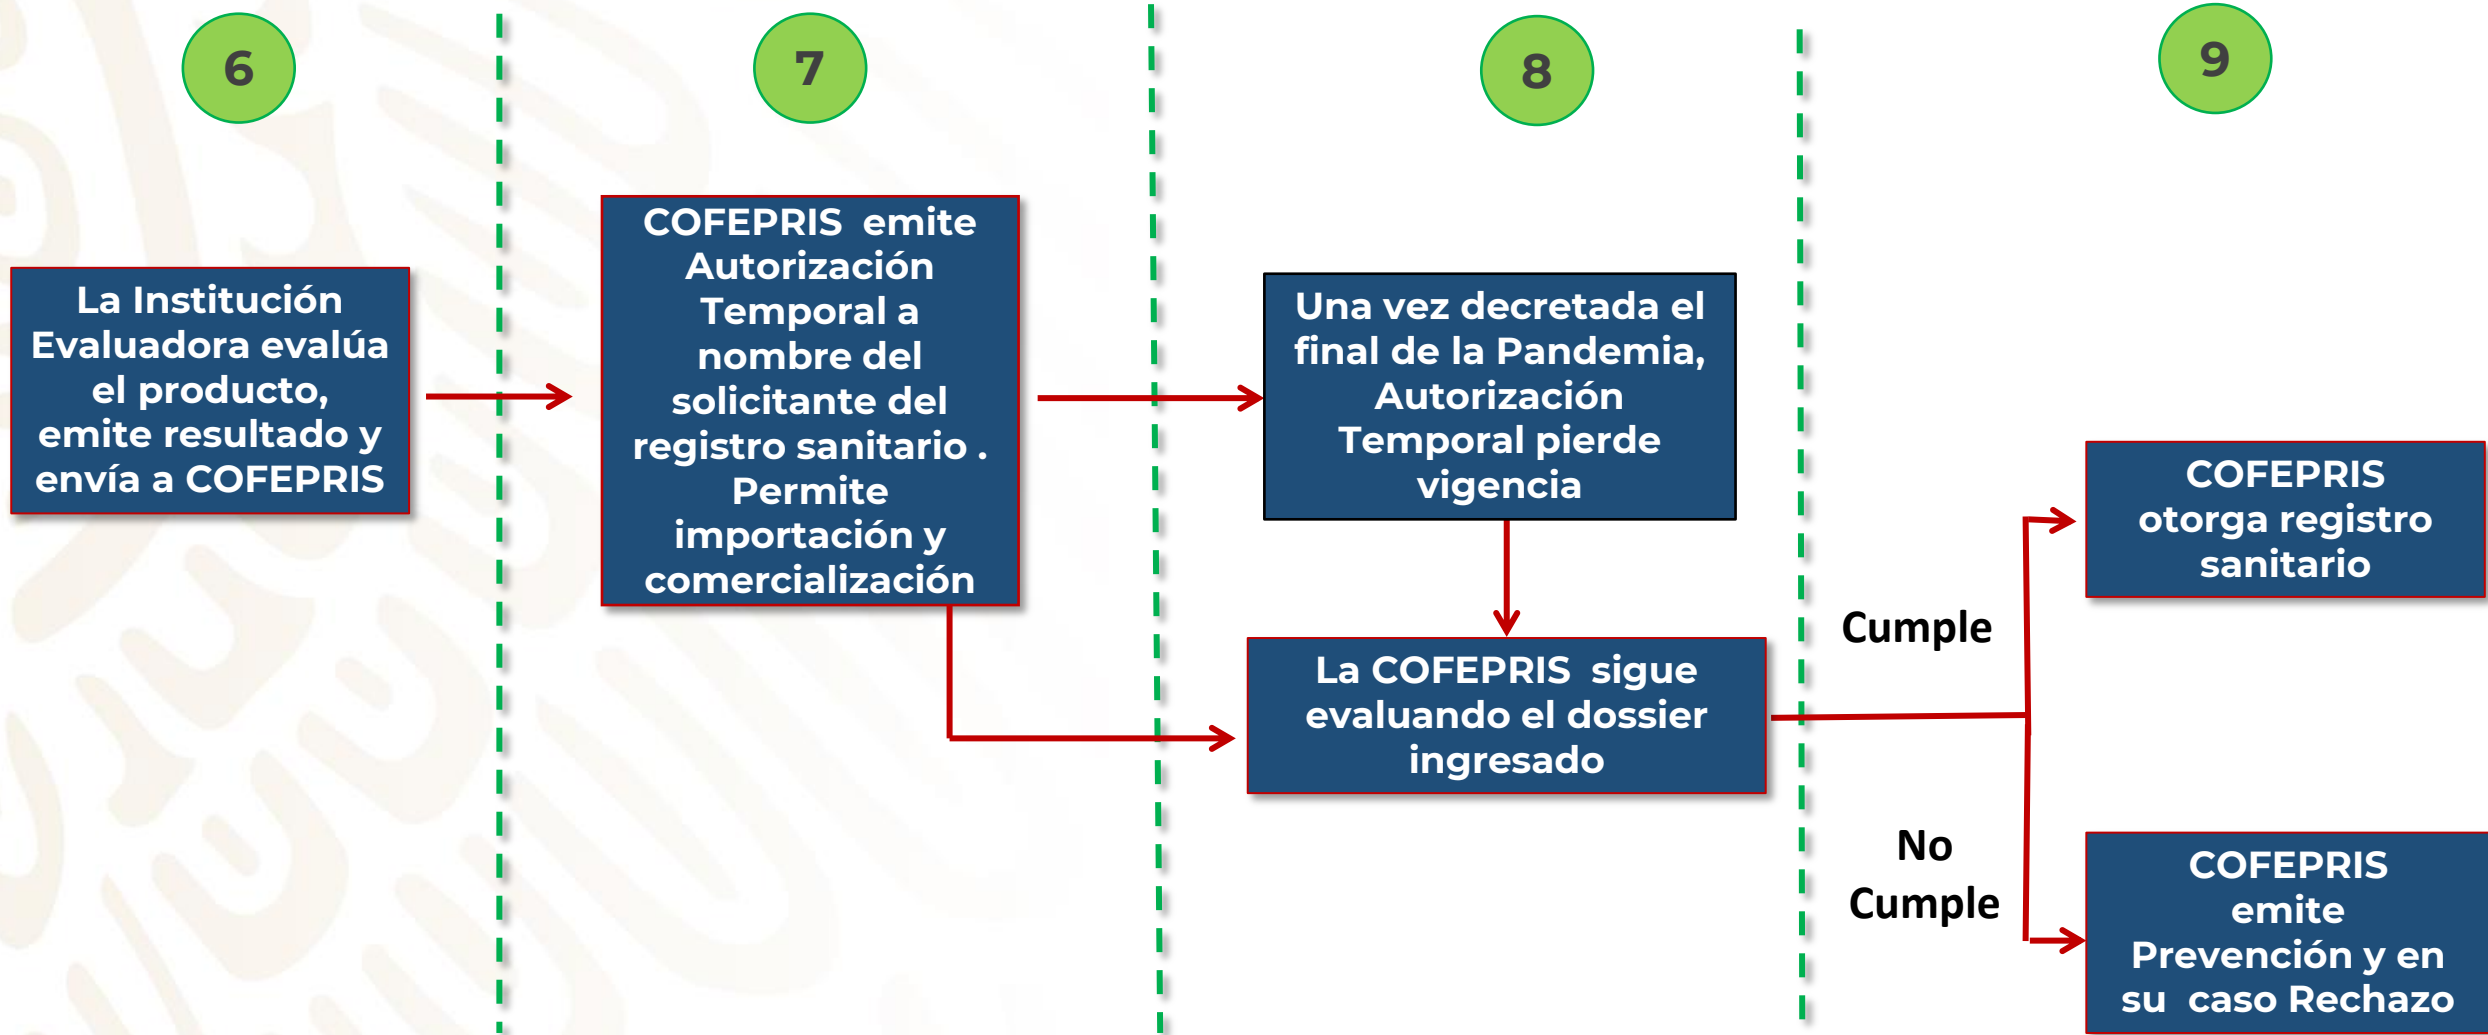 6
La Institución
Evaluadora evalúa
el producto,
emite resultado y
envía a COFEPRIS
7
COFEPRIS  emite
Autorización
Temporal a
nombre del
solicitante del
registro sanitario .
Permite
importación y
comercialización
8
Una vez decretada el
final de la Pandemia,
Autorización
Temporal pierde
vigencia
La COFEPRIS  sigue
evaluando el dossier
ingresado
9
Cumple
COFEPRIS
otorga registro
sanitario
No
Cumple
COFEPRIS
emite
Prevención y en
su  caso Rechazo